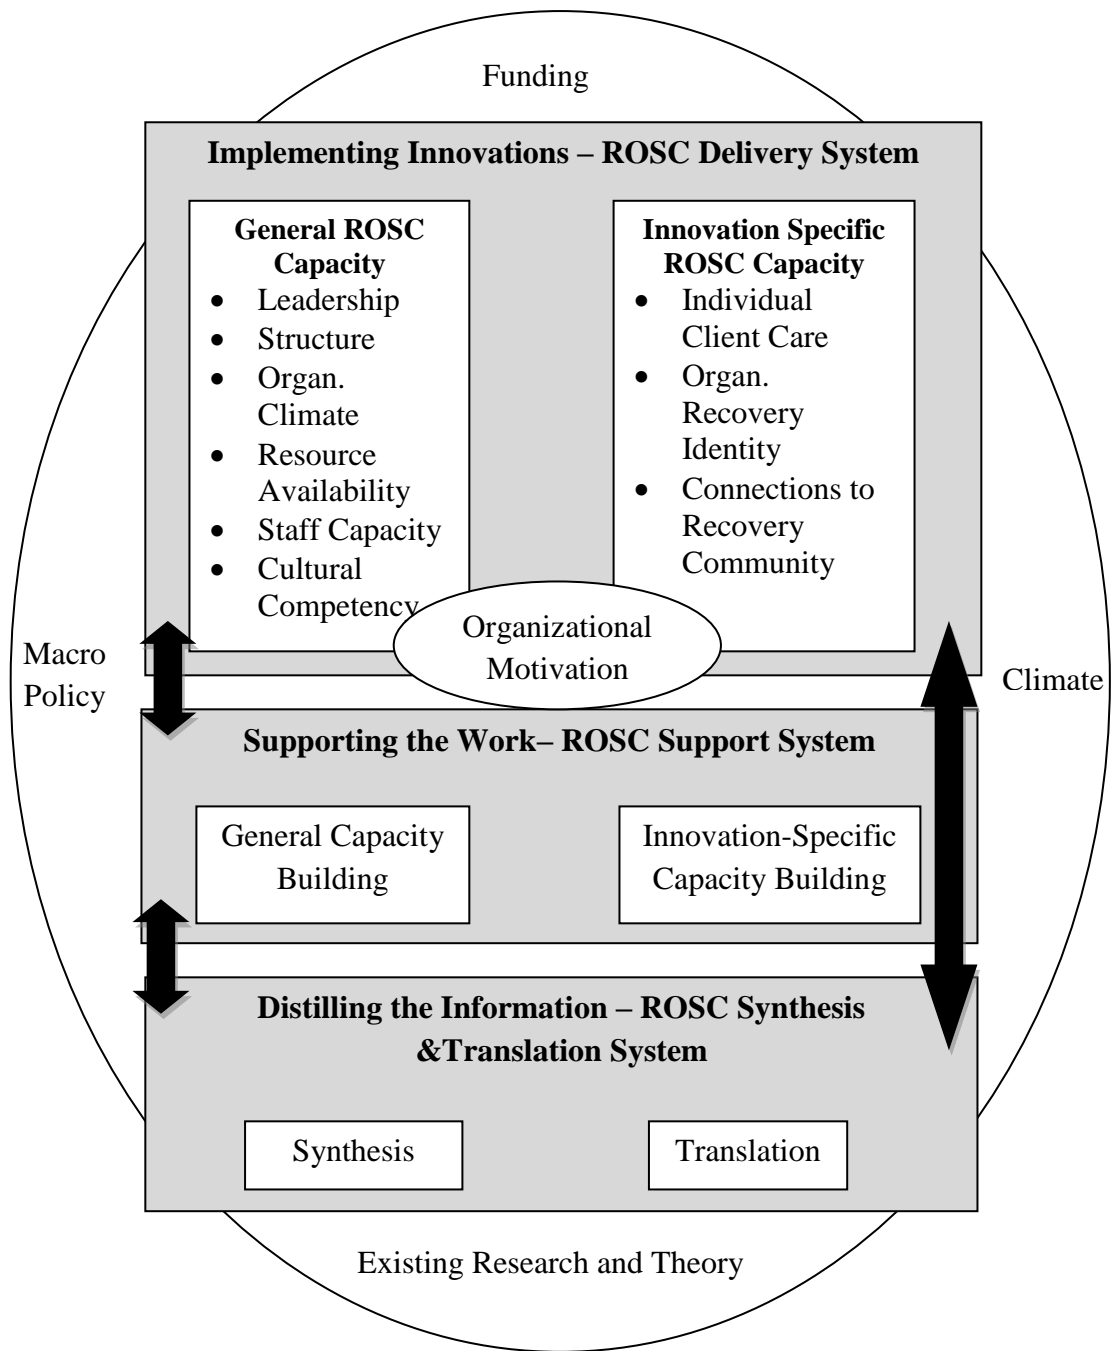 Funding
Implementing Innovations – ROSC Delivery System
General ROSC
Capacity
• Leadership
• Structure
• Organ.
Climate
• Resource
Availability
• Staff Capacity
• Cultural
Competency
Innovation Specific
ROSC Capacity
• Individual
Client Care
• Organ.
Recovery
Identity
• Connections to
Recovery
Community
Organizational
Motivation
Macro
Policy
Climate
Supporting the Work– ROSC Support System
General Capacity
Building
Innovation-Specific
Capacity Building
Distilling the Information – ROSC Synthesis
&Translation System
Synthesis
Translation
Existing Research and Theory